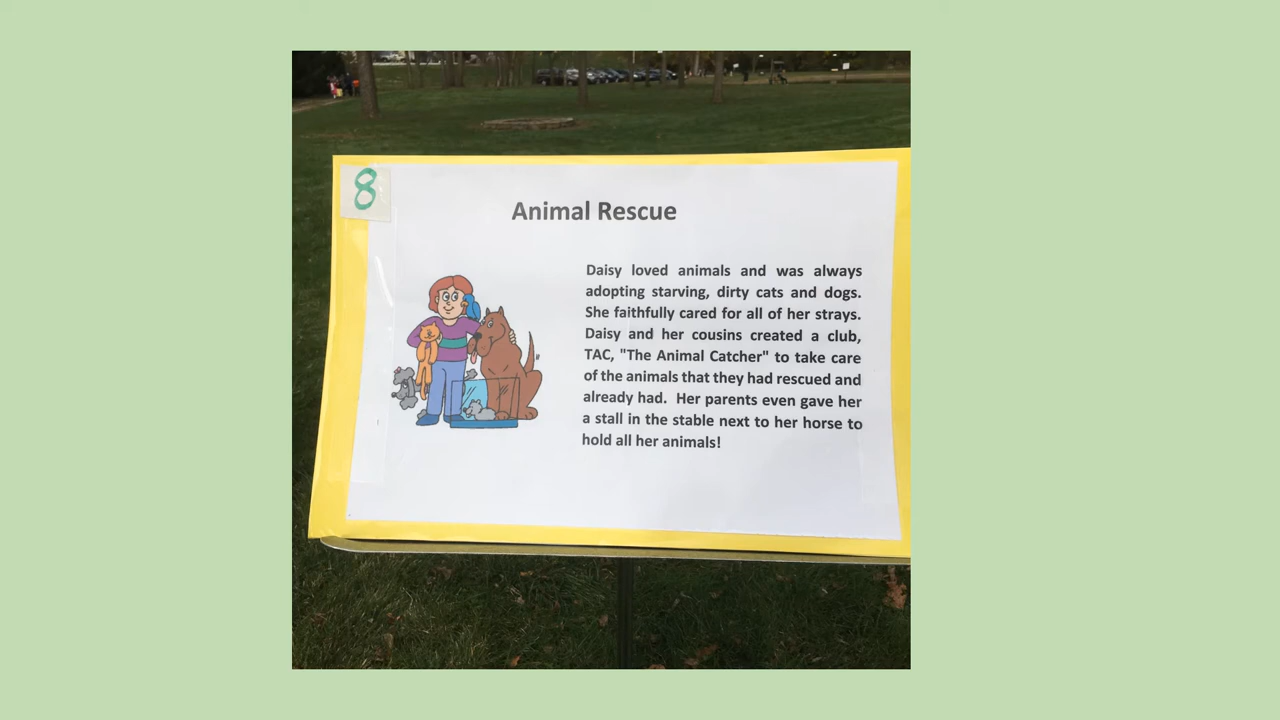 8
Animal Rescue
Daisy loved animals and was always
adopting starving, dirty cats and dogs.
She faithfully cared for all of her strays.
Daisy and her cousins created a club,
TAC, "The Animal Catcher" to take care
of the animals that they had rescued and
already had. Her parents even gave her
a stall in the stable next to her horse to
hold all her animals!